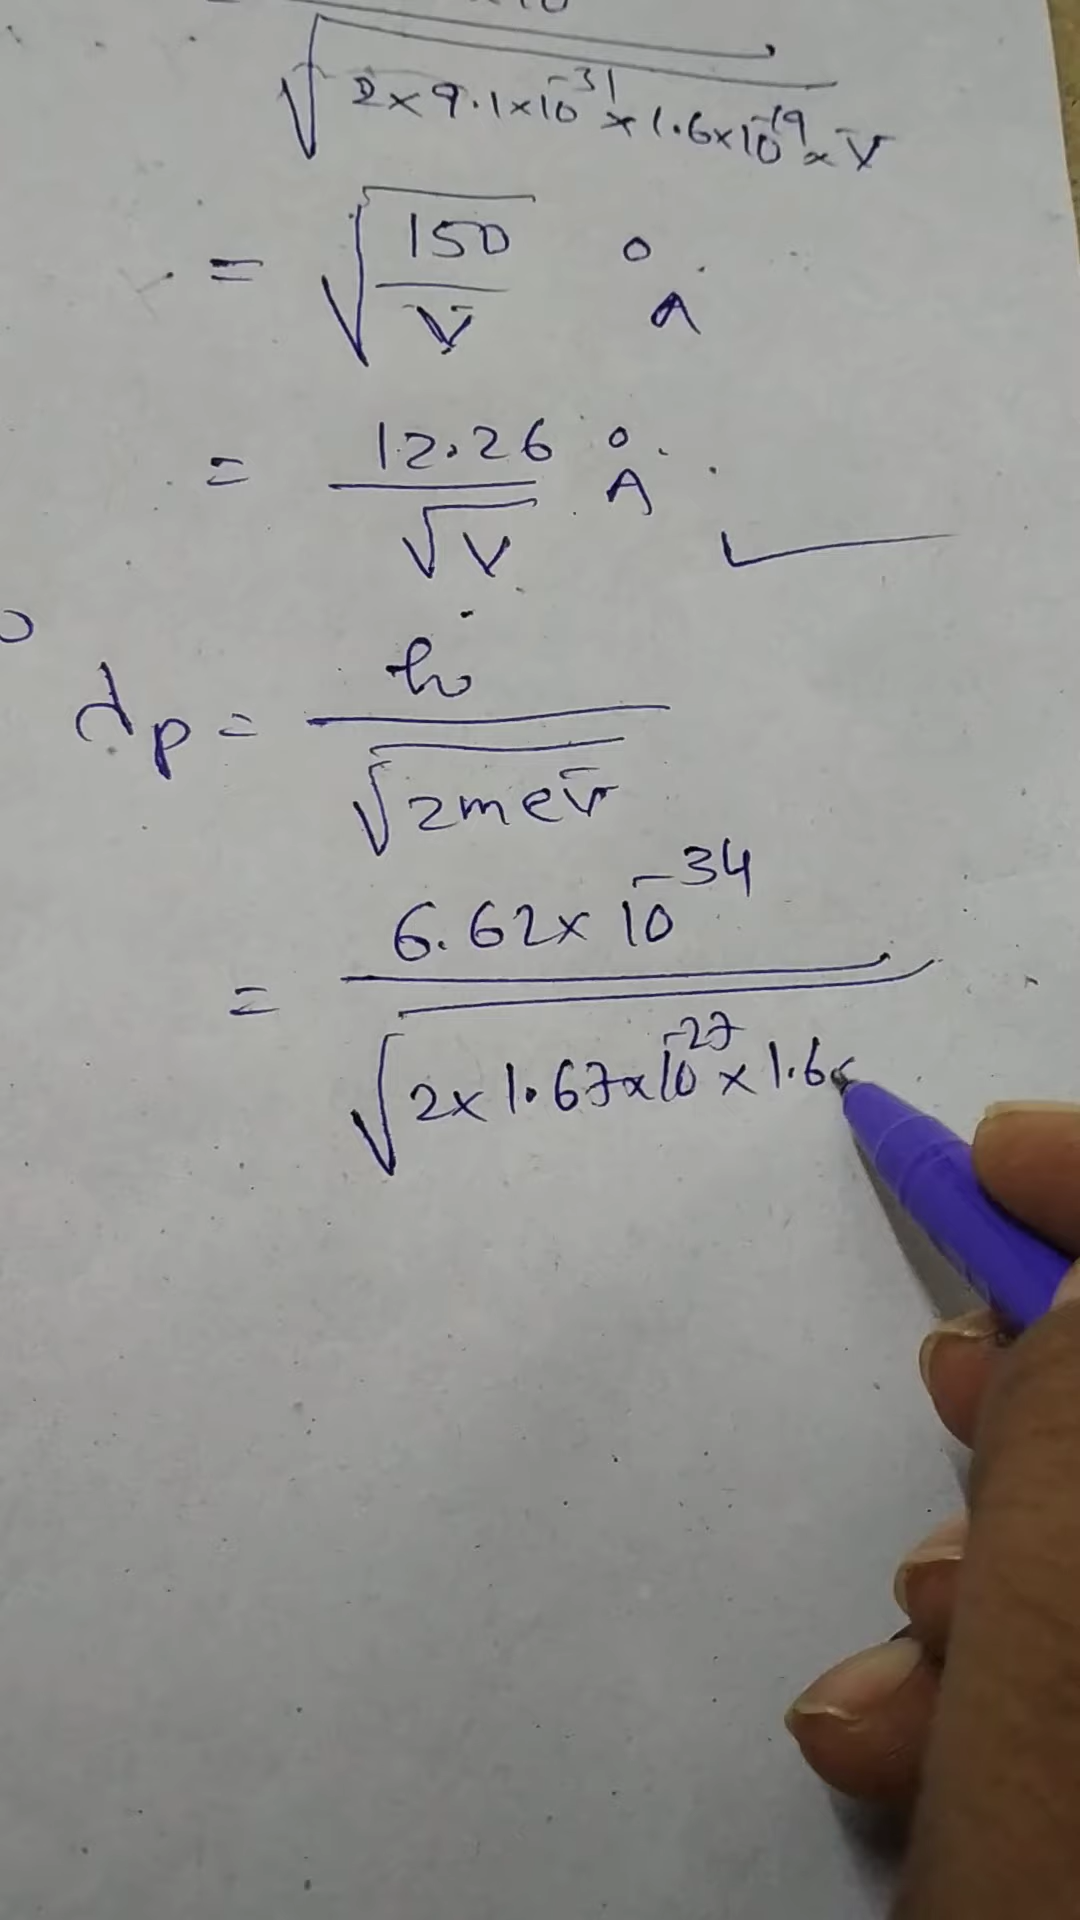 √2×9.1×10⁻³¹×1.6×10⁻¹⁹×V
= √150/V Å
= 12.26/√V Å
λp = h/√2meV
= 6.62×10⁻³⁴
√2×1.67×10⁻²⁷×1.6